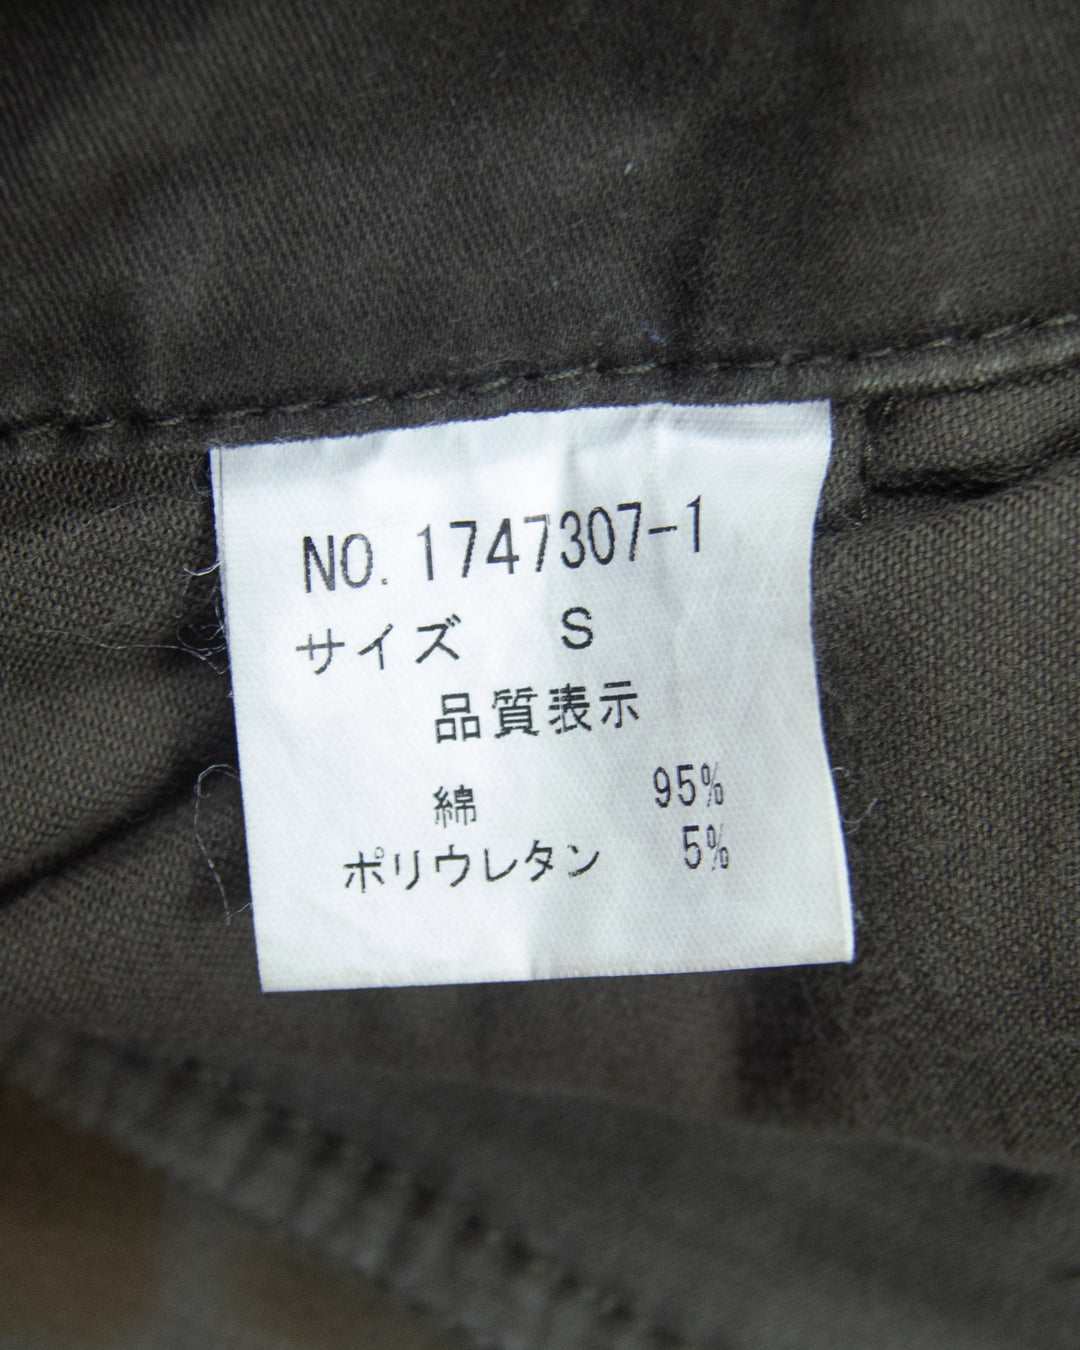 NO. 1747307-1
サイズ S
品質表示
綿 95%
ポリウレタン 5%